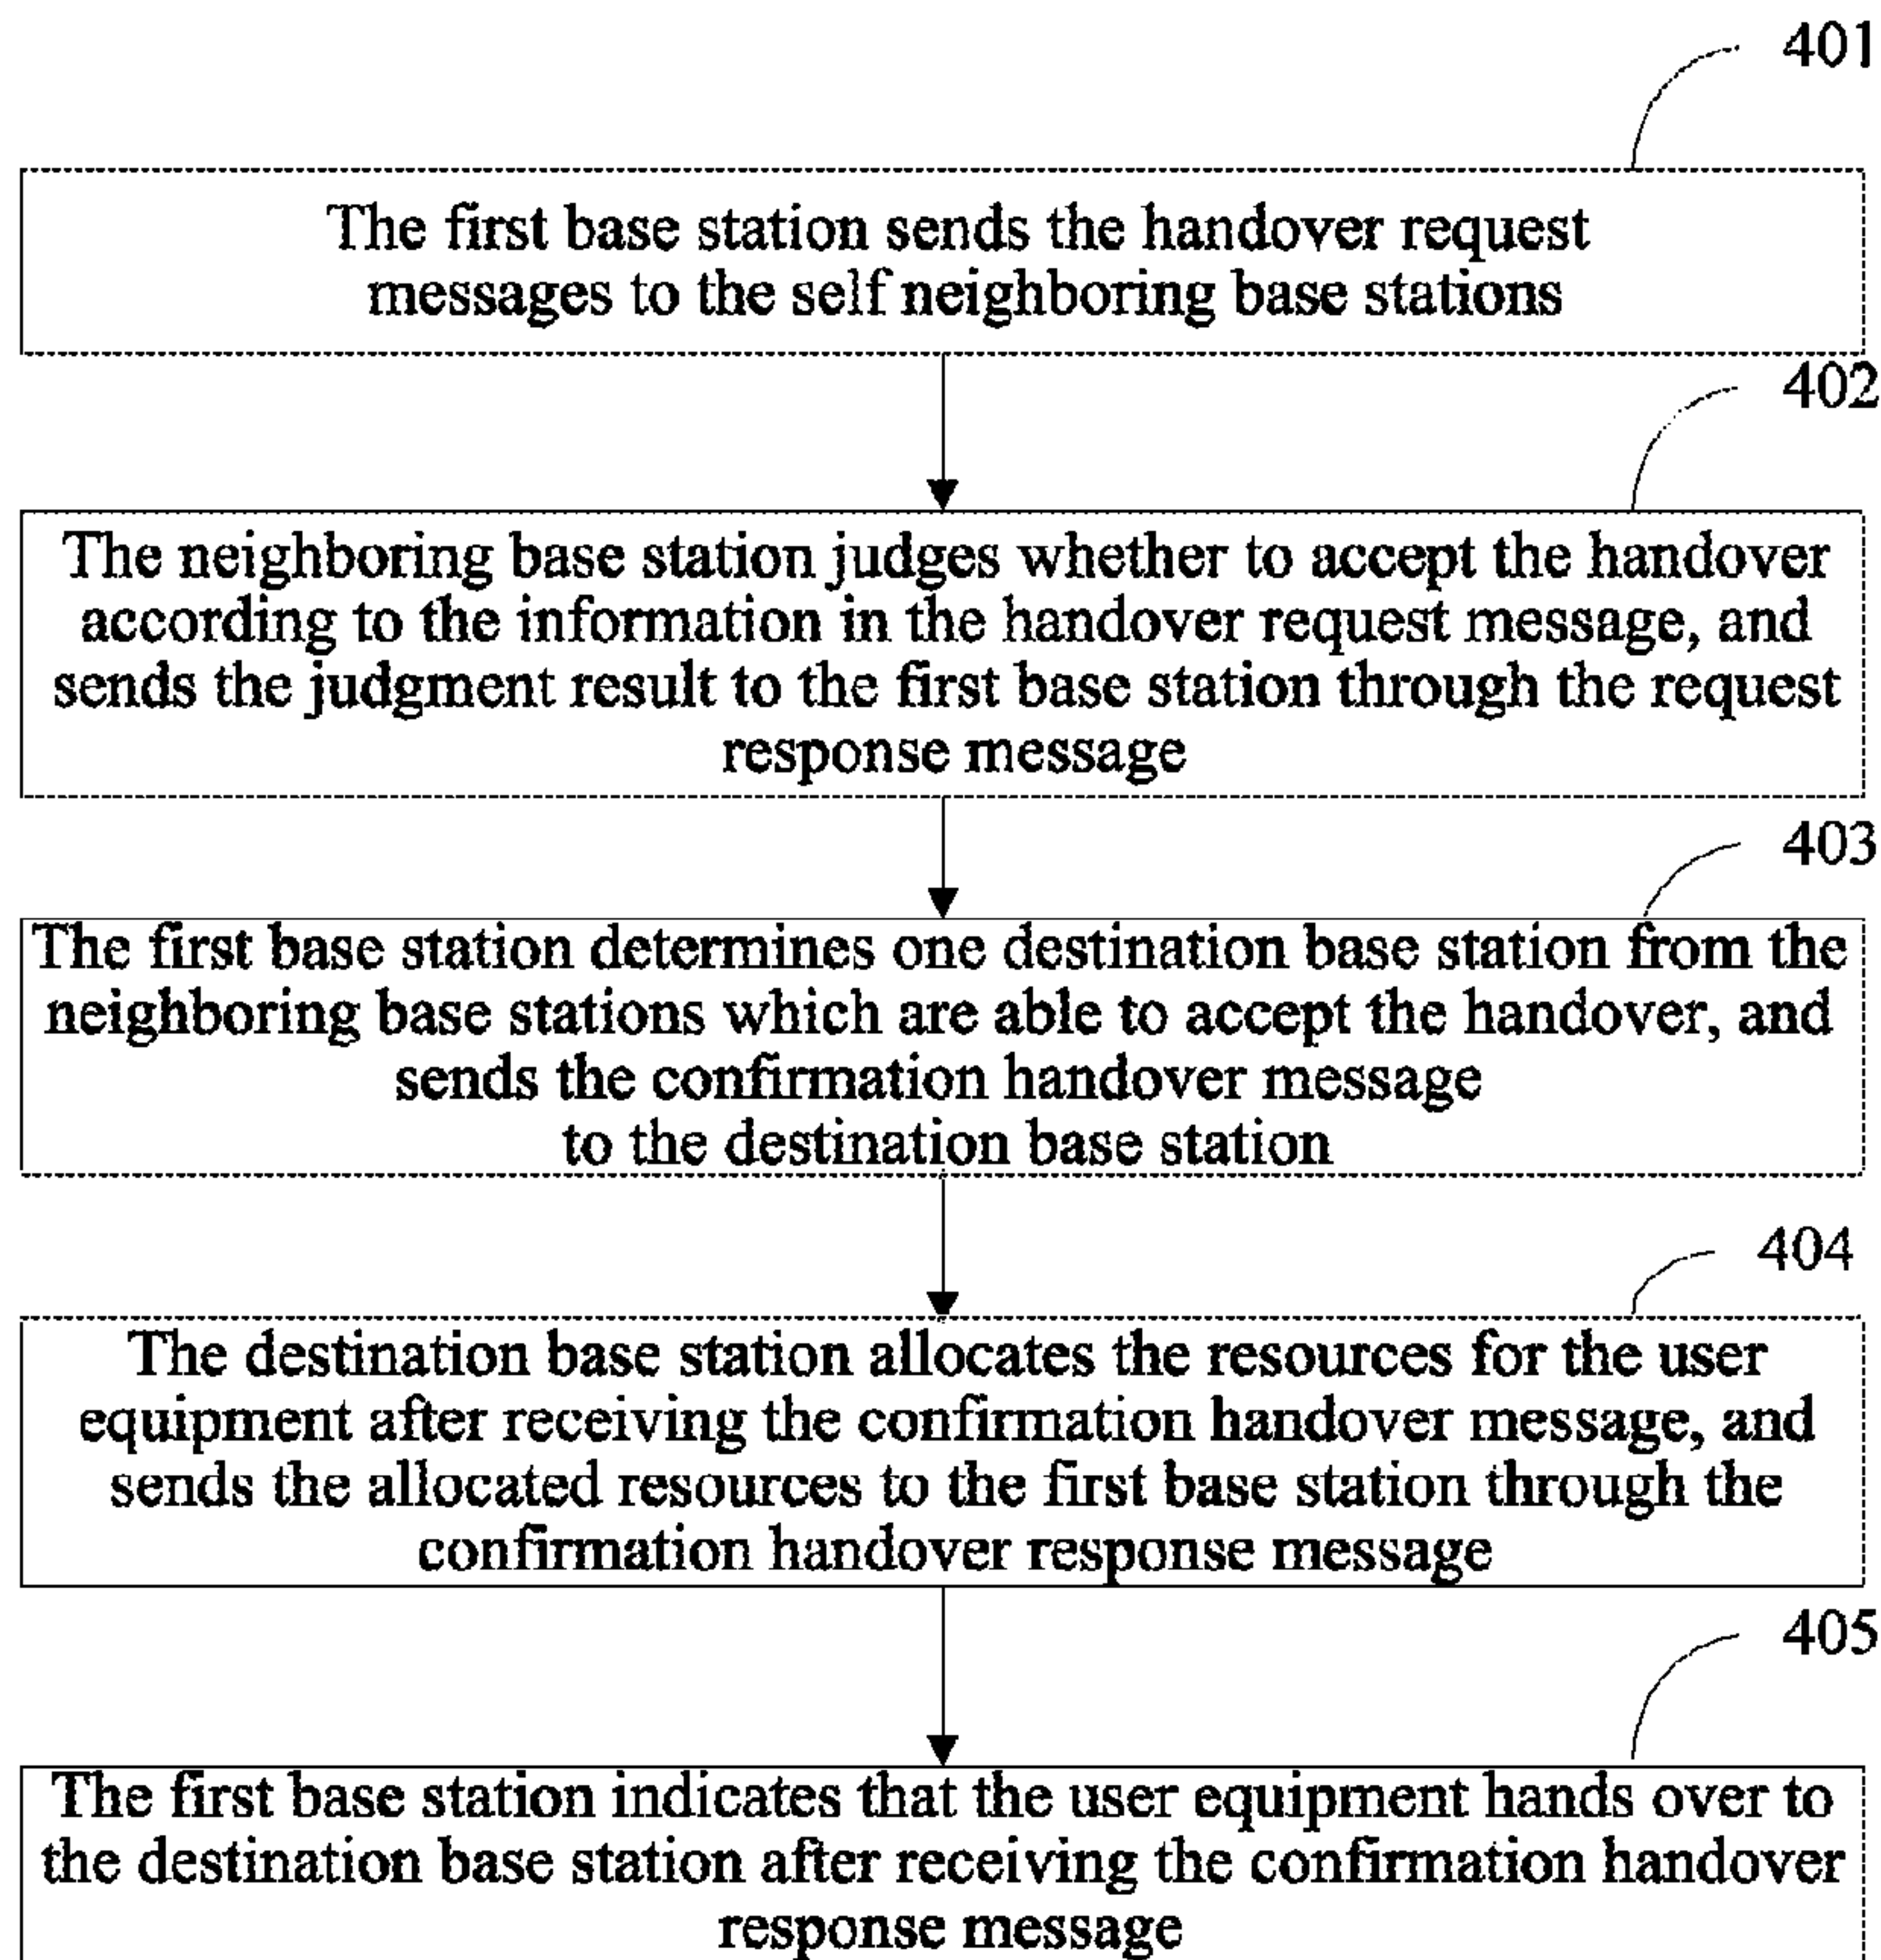 401
The first base station sends the handover request
messages to the self neighboring base stations
402
The neighboring base station judges whether to accept the handover
according to the information in the handover request message, and
sends the judgment result to the first base station through the request
response message
403
The first base station determines one destination base station from the
neighboring base stations which are able to accept the handover, and
sends the confirmation handover message
to the destination base station
404
The destination base station allocates the resources for the user
equipment after receiving the confirmation handover message, and
sends the allocated resources to the first base station through the
confirmation handover response message
405
The first base station indicates that the user equipment hands over to
the destination base station after receiving the confirmation handover
response message